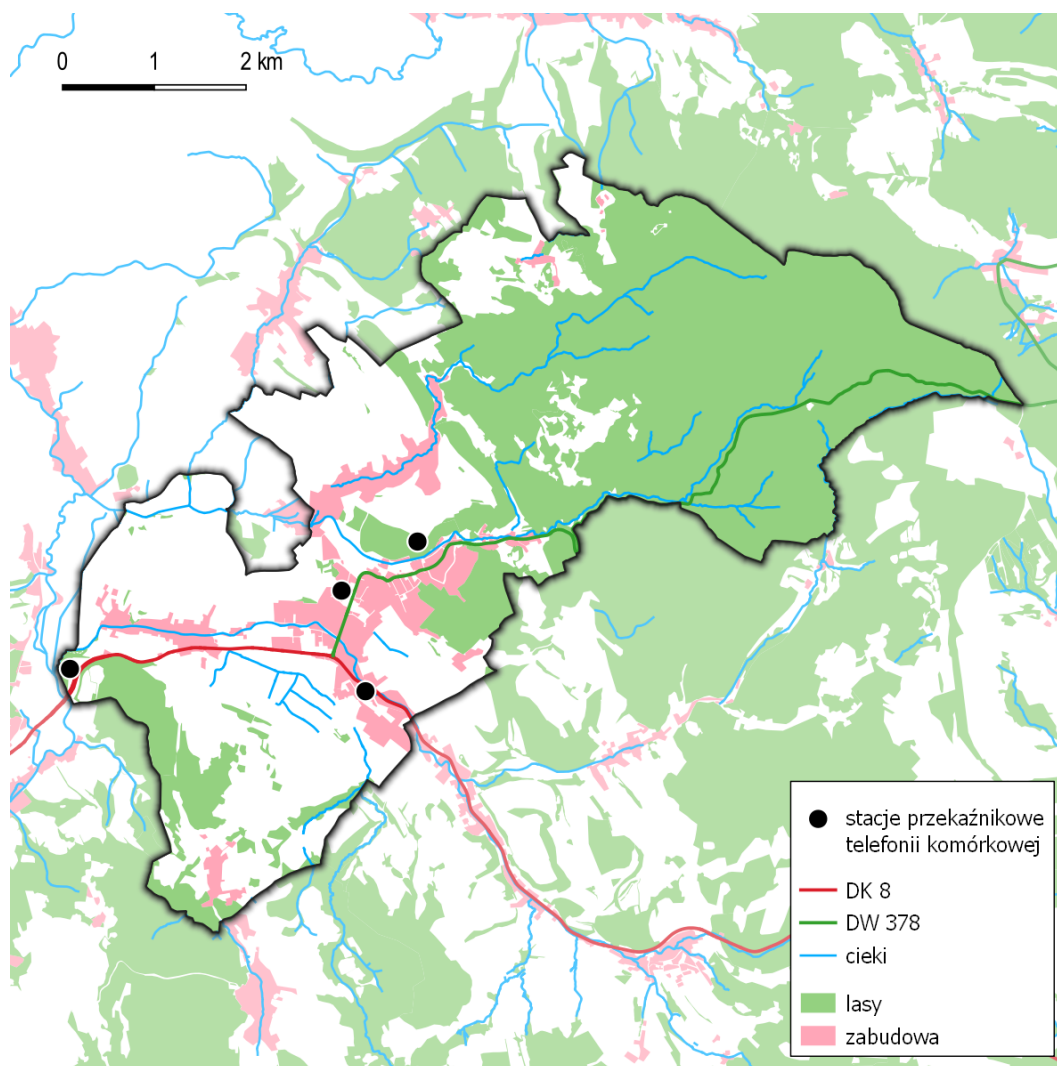 0 1 2 km
stacje przekaźnikowe
telefonii komórkowej
DK 8
DW 378
cieki
lasy
zabudowa